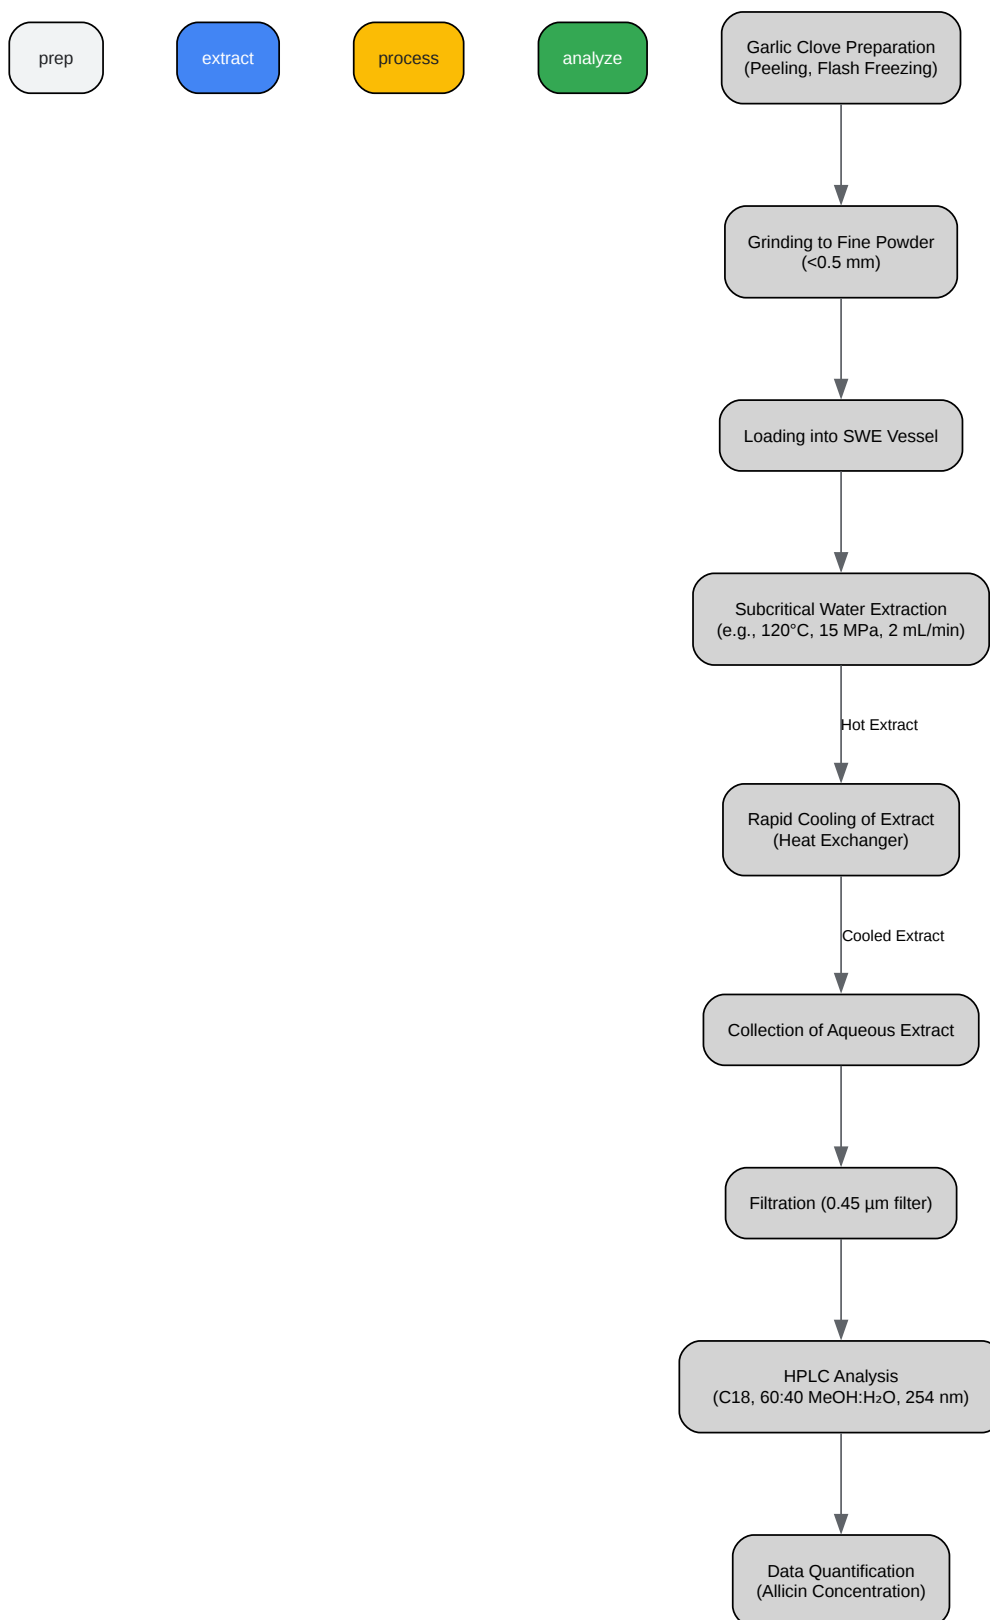 prep
extract
process
analyze
Garlic Clove Preparation
(Peeling, Flash Freezing)
Grinding to Fine Powder
(<0.5 mm)
Loading into SWE Vessel
Subcritical Water Extraction
(e.g., 120°C, 15 MPa, 2 mL/min)
Hot Extract
Rapid Cooling of Extract
(Heat Exchanger)
Cooled Extract
Collection of Aqueous Extract
Filtration (0.45 µm filter)
HPLC Analysis
(C18, 60:40 MeOH:H₂O, 254 nm)
Data Quantification
(Allicin Concentration)